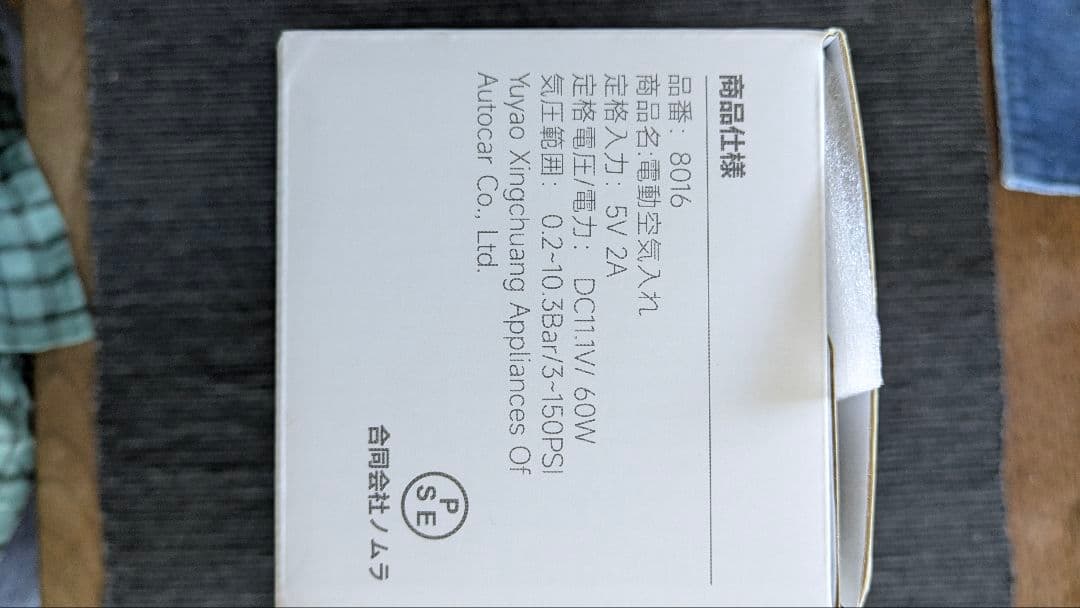 商品仕様
品番: 8016
商品名:電動空気入れ
定格入力: 5V 2A
定格電圧/電力: DC11.1V/ 60W
気圧範囲: 0.2~10.3Bar/3~150PSI
Yuyao Xingchuang Appliances Of
Autocar Co., Ltd.
P
S E
合同会社ノムラ